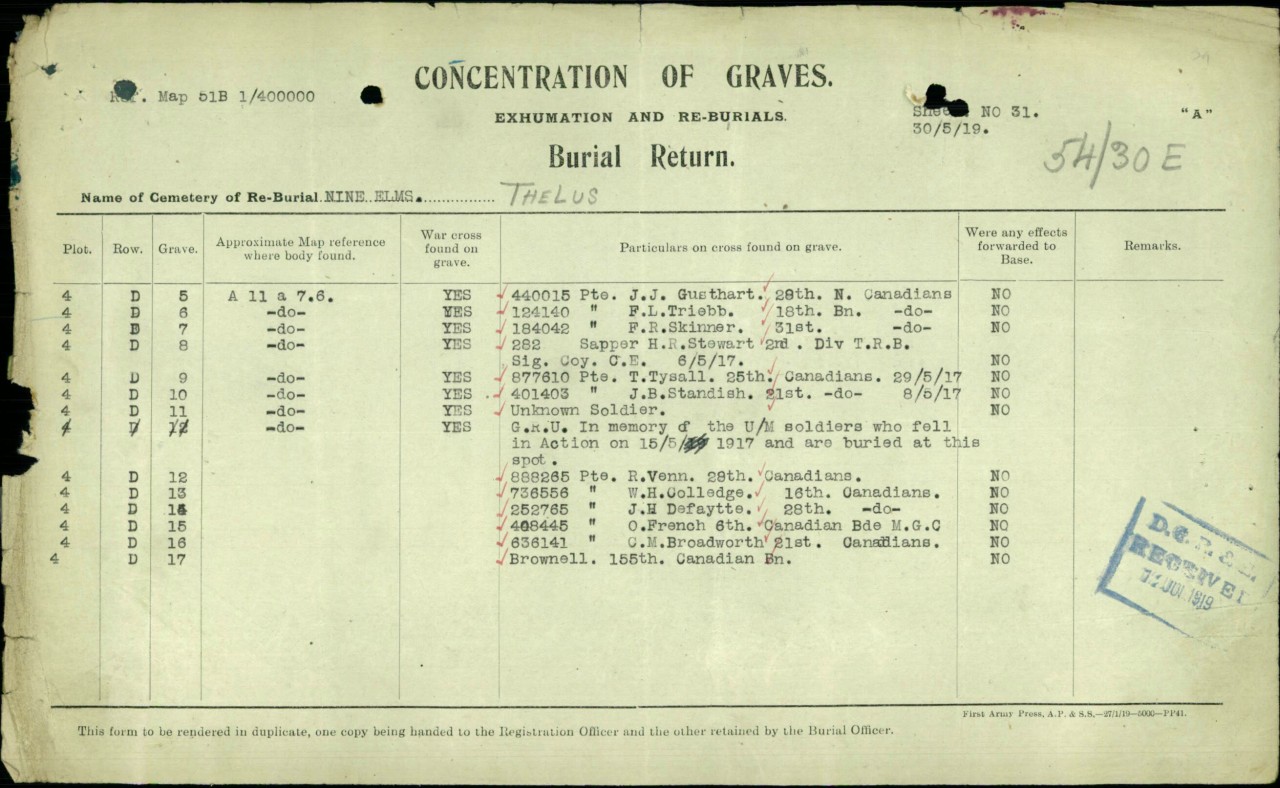 CONCENTRATION OF GRAVES.
Ref. Map 51B 1/400000
EXHUMATION AND RE-BURIALS.
Sheet NO 31.
30/5/19.
"A"
54/30 E
Burial Return.
Name of Cemetery of Re-Burial NINE ELMS. THELUS
Plot. Row. Grave. Approximate Map reference where body found. War cross found on grave. Particulars on cross found on grave. Were any effects forwarded to Base. Remarks.
4 D 5 A 11 a 7.6. YES 440015 Pte. J.J. Gusthart. 28th. N. Canadians NO
4 D 6 -do- YES 124140 " F.L.Triebb. 18th. Bn. -do- NO
4 D 7 -do- YES 184042 " F.R.Skinner. 31st. -do- NO
4 D 8 -do- YES 282 Sapper H.R.Stewart 2nd . Div T.R.B.
Sig. Coy. C.E. 6/5/17. NO
4 D 9 -do- YES 877610 Pte. T.Tysall. 25th. Canadians. 29/5/17 NO
4 D 10 -do- YES 401403 " J.B.Standish. 21st. -do- 8/5/17 NO
4 D 11 -do- YES Unknown Soldier. NO
4 D 12 -do- YES G.R.U. In memory of the U/M soldiers who fell
in Action on 15/5/ 1917 and are buried at this
spot.
4 D 12 888265 Pte. R.Venn. 28th. Canadians. NO
4 D 13 736556 " W.H.Colledge. 16th. Canadians. NO
4 D 14 252765 " J.H Defaytte. 28th. -do- NO
4 D 15 408445 " O.French 6th. Canadian Bde M.G.C NO
4 D 16 636141 " C.M.Broadworth 21st. Canadians. NO
4 D 17 Brownell. 155th. Canadian Bn. NO
RECEIVED
JUL 1919
First Army Press, A.P. & S.S.—27/1/19—5000—PP41.
This form to be rendered in duplicate, one copy being handed to the Registration Officer and the other retained by the Burial Officer.